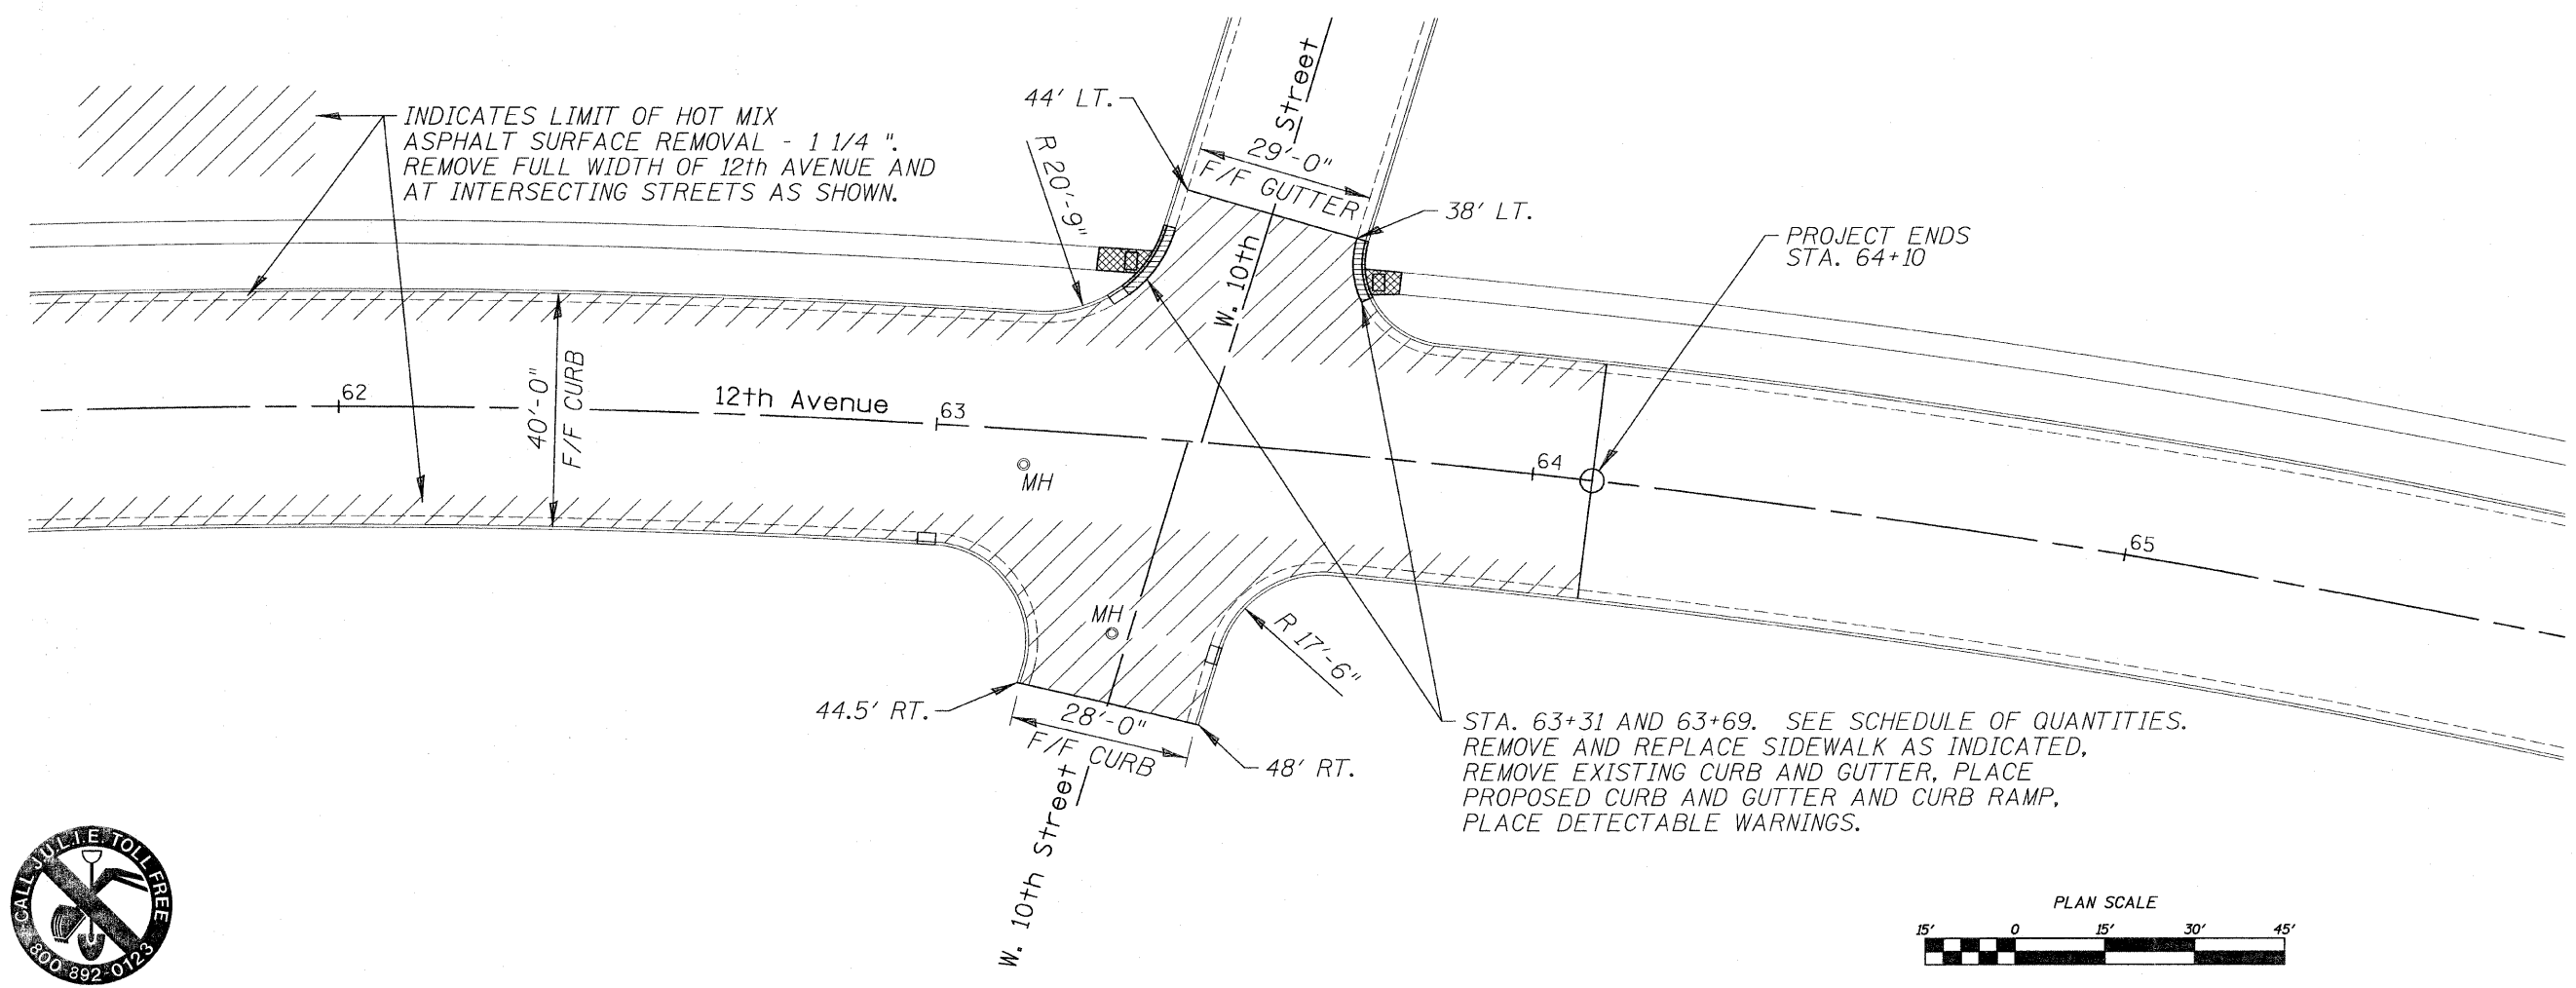 Street
44' LT.
29'-0"
F/F GUTTER
R 20'-9"
38' LT.
INDICATES LIMIT OF HOT MIX
ASPHALT SURFACE REMOVAL - 1 1/4 ".
REMOVE FULL WIDTH OF 12th AVENUE AND
AT INTERSECTING STREETS AS SHOWN.
PROJECT ENDS
STA. 64+10
W. 10th
40'-0"
F/F CURB
62
12th Avenue
63
64
65
MH
MH
R 17'-6"
44.5' RT.
28'-0"
F/F CURB
48' RT.
W. 10th Street
STA. 63+31 AND 63+69. SEE SCHEDULE OF QUANTITIES.
REMOVE AND REPLACE SIDEWALK AS INDICATED,
REMOVE EXISTING CURB AND GUTTER, PLACE
PROPOSED CURB AND GUTTER AND CURB RAMP,
PLACE DETECTABLE WARNINGS.
CALL J.U.L.I.E. TOLL FREE
800-892-0123
PLAN SCALE
15' 0 15' 30' 45'